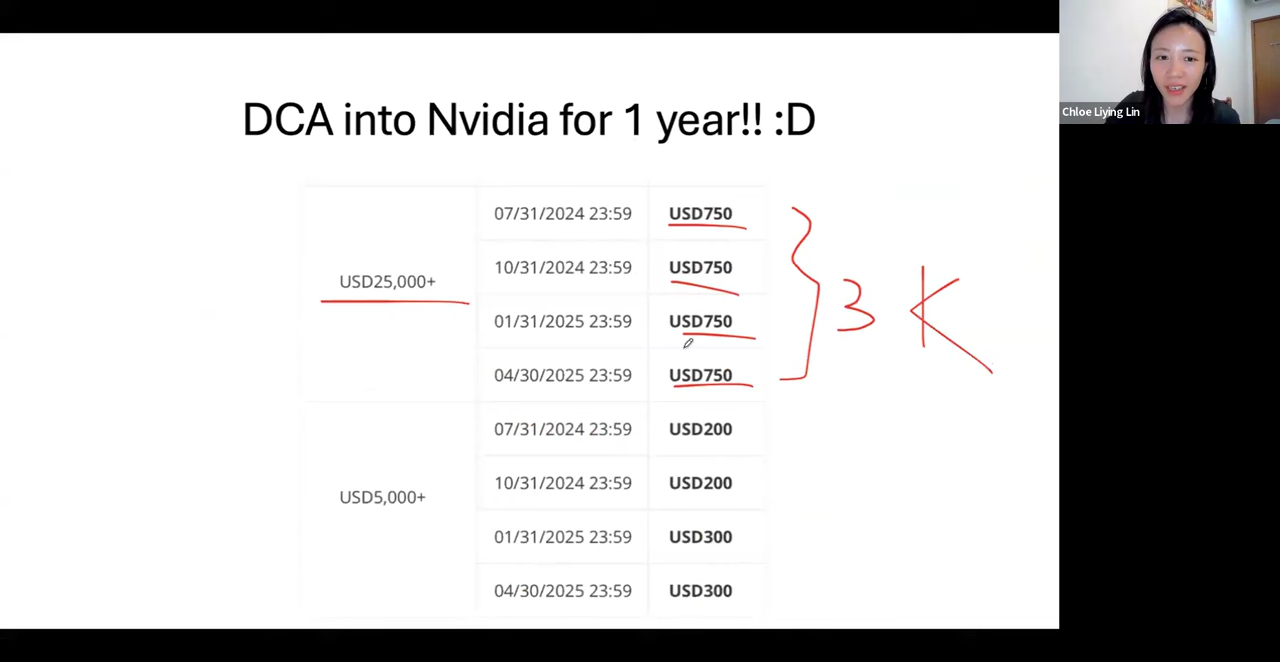 DCA into Nvidia for 1 year!! :D
Chloe Liying Lin
USD25,000+
07/31/2024 23:59 USD750
10/31/2024 23:59 USD750
01/31/2025 23:59 USD750
04/30/2025 23:59 USD750
3 K
USD5,000+
07/31/2024 23:59 USD200
10/31/2024 23:59 USD200
01/31/2025 23:59 USD300
04/30/2025 23:59 USD300